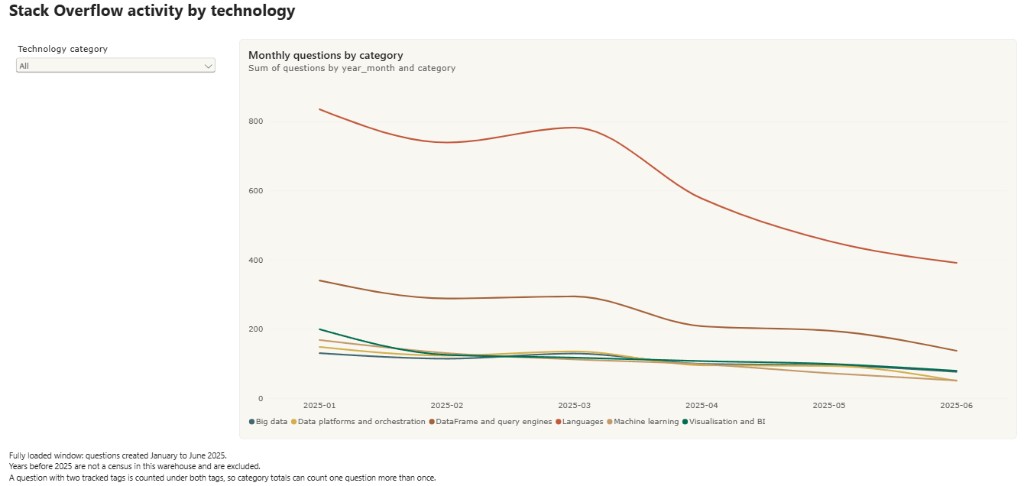 Stack Overflow activity by technology
Technology category
All
Monthly questions by category
Sum of questions by year_month and category
800
600
400
200
0
2025-01 2025-02 2025-03 2025-04 2025-05 2025-06
Big data Data platforms and orchestration DataFrame and query engines Languages Machine learning Visualisation and BI
Fully loaded window: questions created January to June 2025.
Years before 2025 are not a census in this warehouse and are excluded.
A question with two tracked tags is counted under both tags, so category totals can count one question more than once.